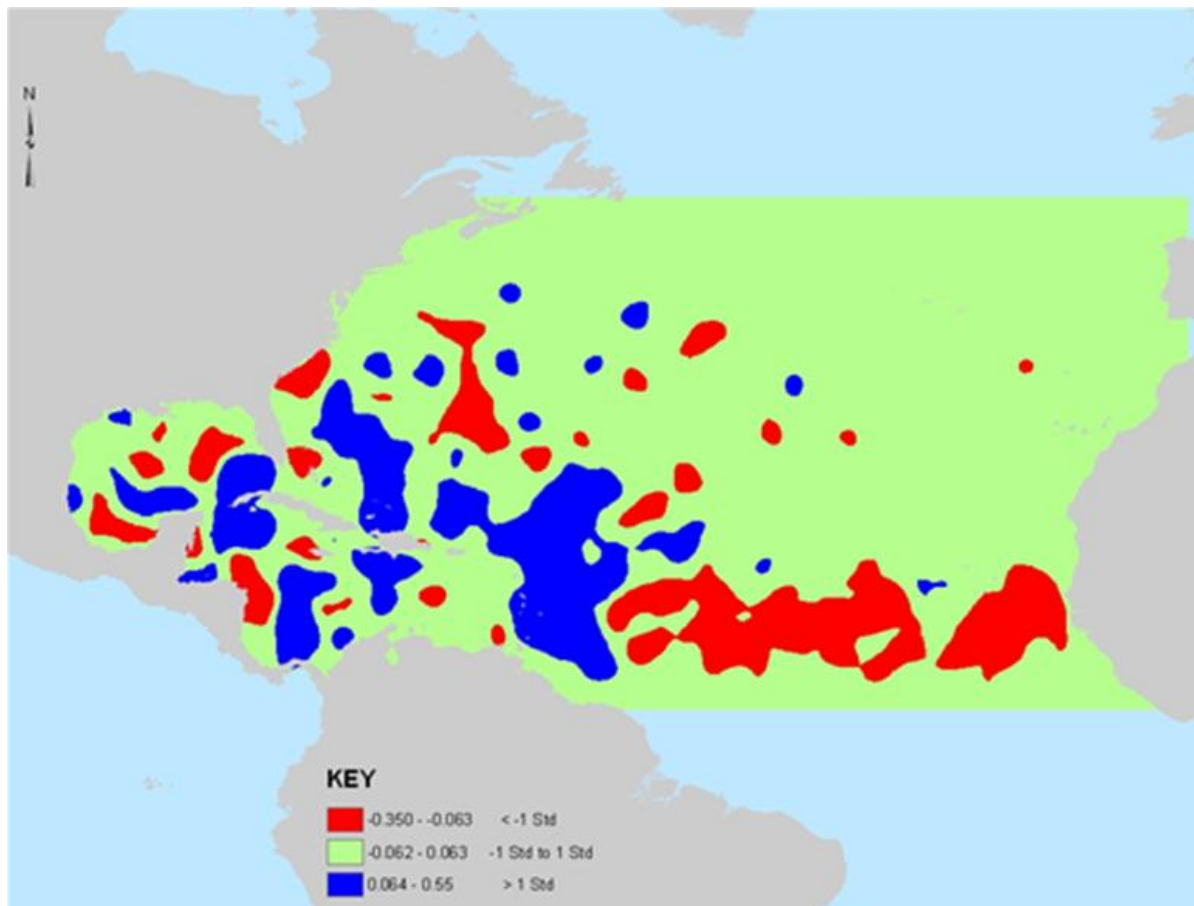 N
KEY
-0.350 - -0.063 < -1 Std
-0.062 - 0.063 -1 Std to 1 Std
0.064 - 0.55 > 1 Std